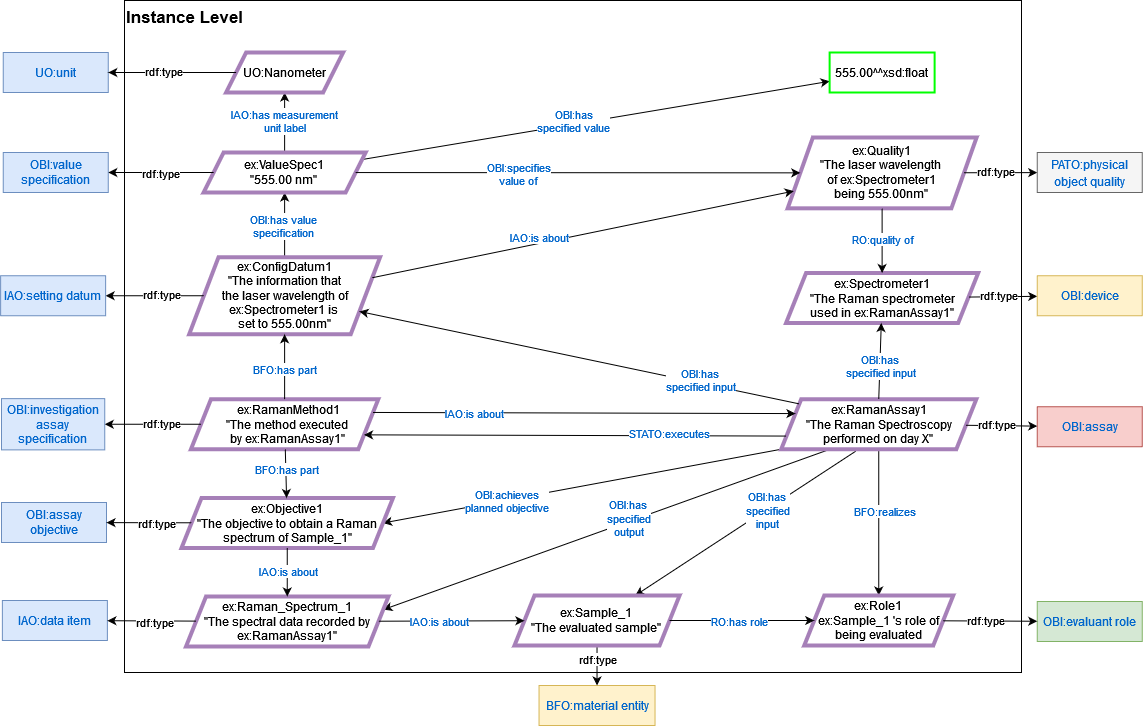 Instance Level
UO:unit
rdf:type
UO:Nanometer
555.00^^xsd:float
IAO:has measurement
unit label
OBI:has
specified value
OBI:value
specification
rdf:type
ex:ValueSpec1
"555.00 nm"
OBI:specifies
value of
ex:Quality1
"The laser wavelength
of ex:Spectrometer1
being 555.00nm"
rdf:type
PATO:physical
object quality
OBI:has value
specification
IAO:is about
RO:quality of
IAO:setting datum
rdf:type
ex:ConfigDatum1
"The information that
the laser wavelength of
ex:Spectrometer1 is
set to 555.00nm"
ex:Spectrometer1
"The Raman spectrometer
used in ex:RamanAssay1"
rdf:type
OBI:device
BFO:has part
OBI:has
specified input
OBI:has
specified input
OBI:investigation
assay
specification
rdf:type
ex:RamanMethod1
"The method executed
by ex:RamanAssay1"
IAO:is about
STATO:executes
ex:RamanAssay1
"The Raman Spectroscopy
performed on day X"
rdf:type
OBI:assay
BFO:has part
OBI:achieves
planned objective
OBI:has
specified
output
OBI:has
specified
input
BFO:realizes
OBI:assay
objective
rdf:type
ex:Objective1
"The objective to obtain a Raman
spectrum of Sample_1"
IAO:is about
IAO:data item
rdf:type
ex:Raman_Spectrum_1
"The spectral data recorded by
ex:RamanAssay1"
IAO:is about
ex:Sample_1
"The evaluated sample"
RO:has role
ex:Role1
ex:Sample_1 's role of
being evaluated
rdf:type
OBI:evaluant role
rdf:type
BFO:material entity